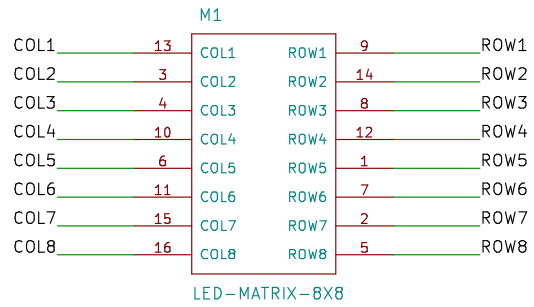 M1
COL1 13 COL1 ROW1 9 ROW1
COL2 3 COL2 ROW2 14 ROW2
COL3 4 COL3 ROW3 8 ROW3
COL4 10 COL4 ROW4 12 ROW4
COL5 6 COL5 ROW5 1 ROW5
COL6 11 COL6 ROW6 7 ROW6
COL7 15 COL7 ROW7 2 ROW7
COL8 16 COL8 ROW8 5 ROW8
LED-MATRIX-8X8